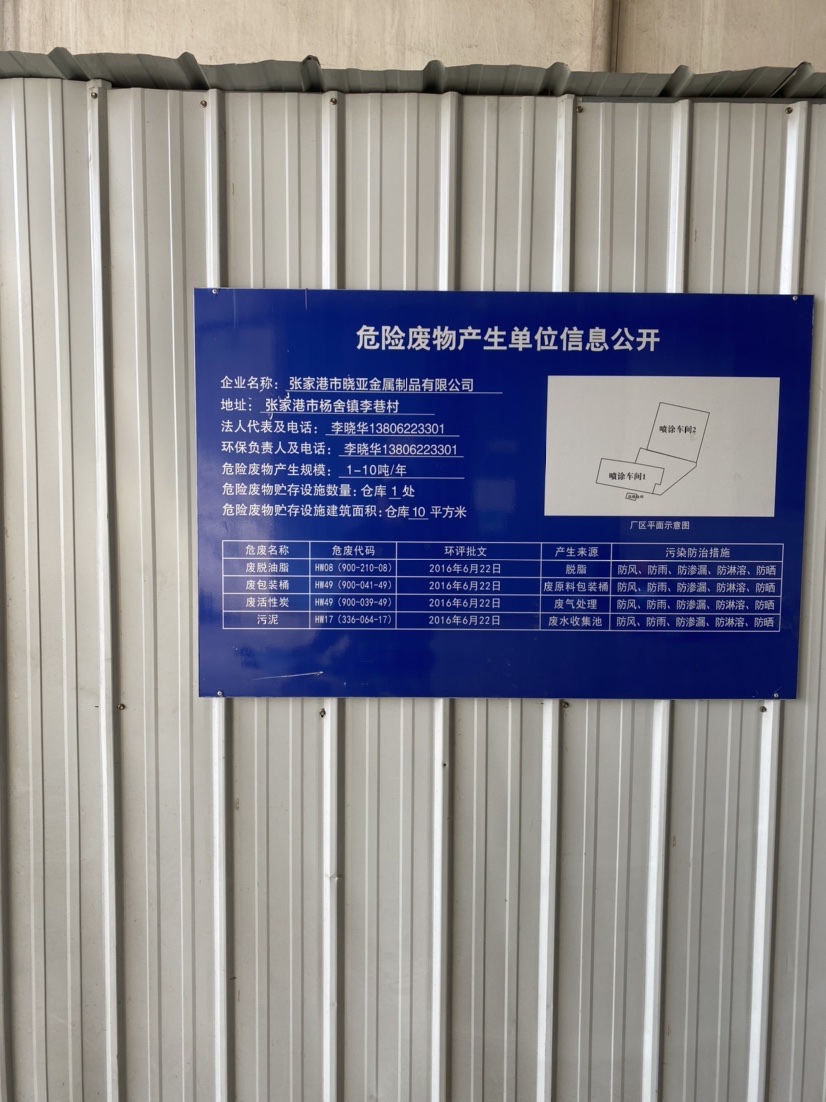 危险废物产生单位信息公开
企业名称：张家港市晓亚金属制品有限公司
地址：张家港市杨舍镇李巷村
法人代表及电话：李晓华13806223301
环保负责人及电话：李晓华13806223301
危险废物产生规模：1-10吨/年
危险废物贮存设施数量：仓库1处
危险废物贮存设施建筑面积：仓库10平方米
喷涂车间2
喷涂车间1
厂区平面示意图
危废名称 危废代码 环评批文 产生来源 污染防治措施
废脱油脂 HW08（900-210-08） 2016年6月22日 脱脂 防风、防雨、防渗漏、防淋溶、防晒
废包装桶 HW49（900-041-49） 2016年6月22日 废原料包装桶 防风、防雨、防渗漏、防淋溶、防晒
废活性炭 HW49（900-039-49） 2016年6月22日 废气处理 防风、防雨、防渗漏、防淋溶、防晒
污泥 HW17（336-064-17） 2016年6月22日 废水收集池 防风、防雨、防渗漏、防淋溶、防晒